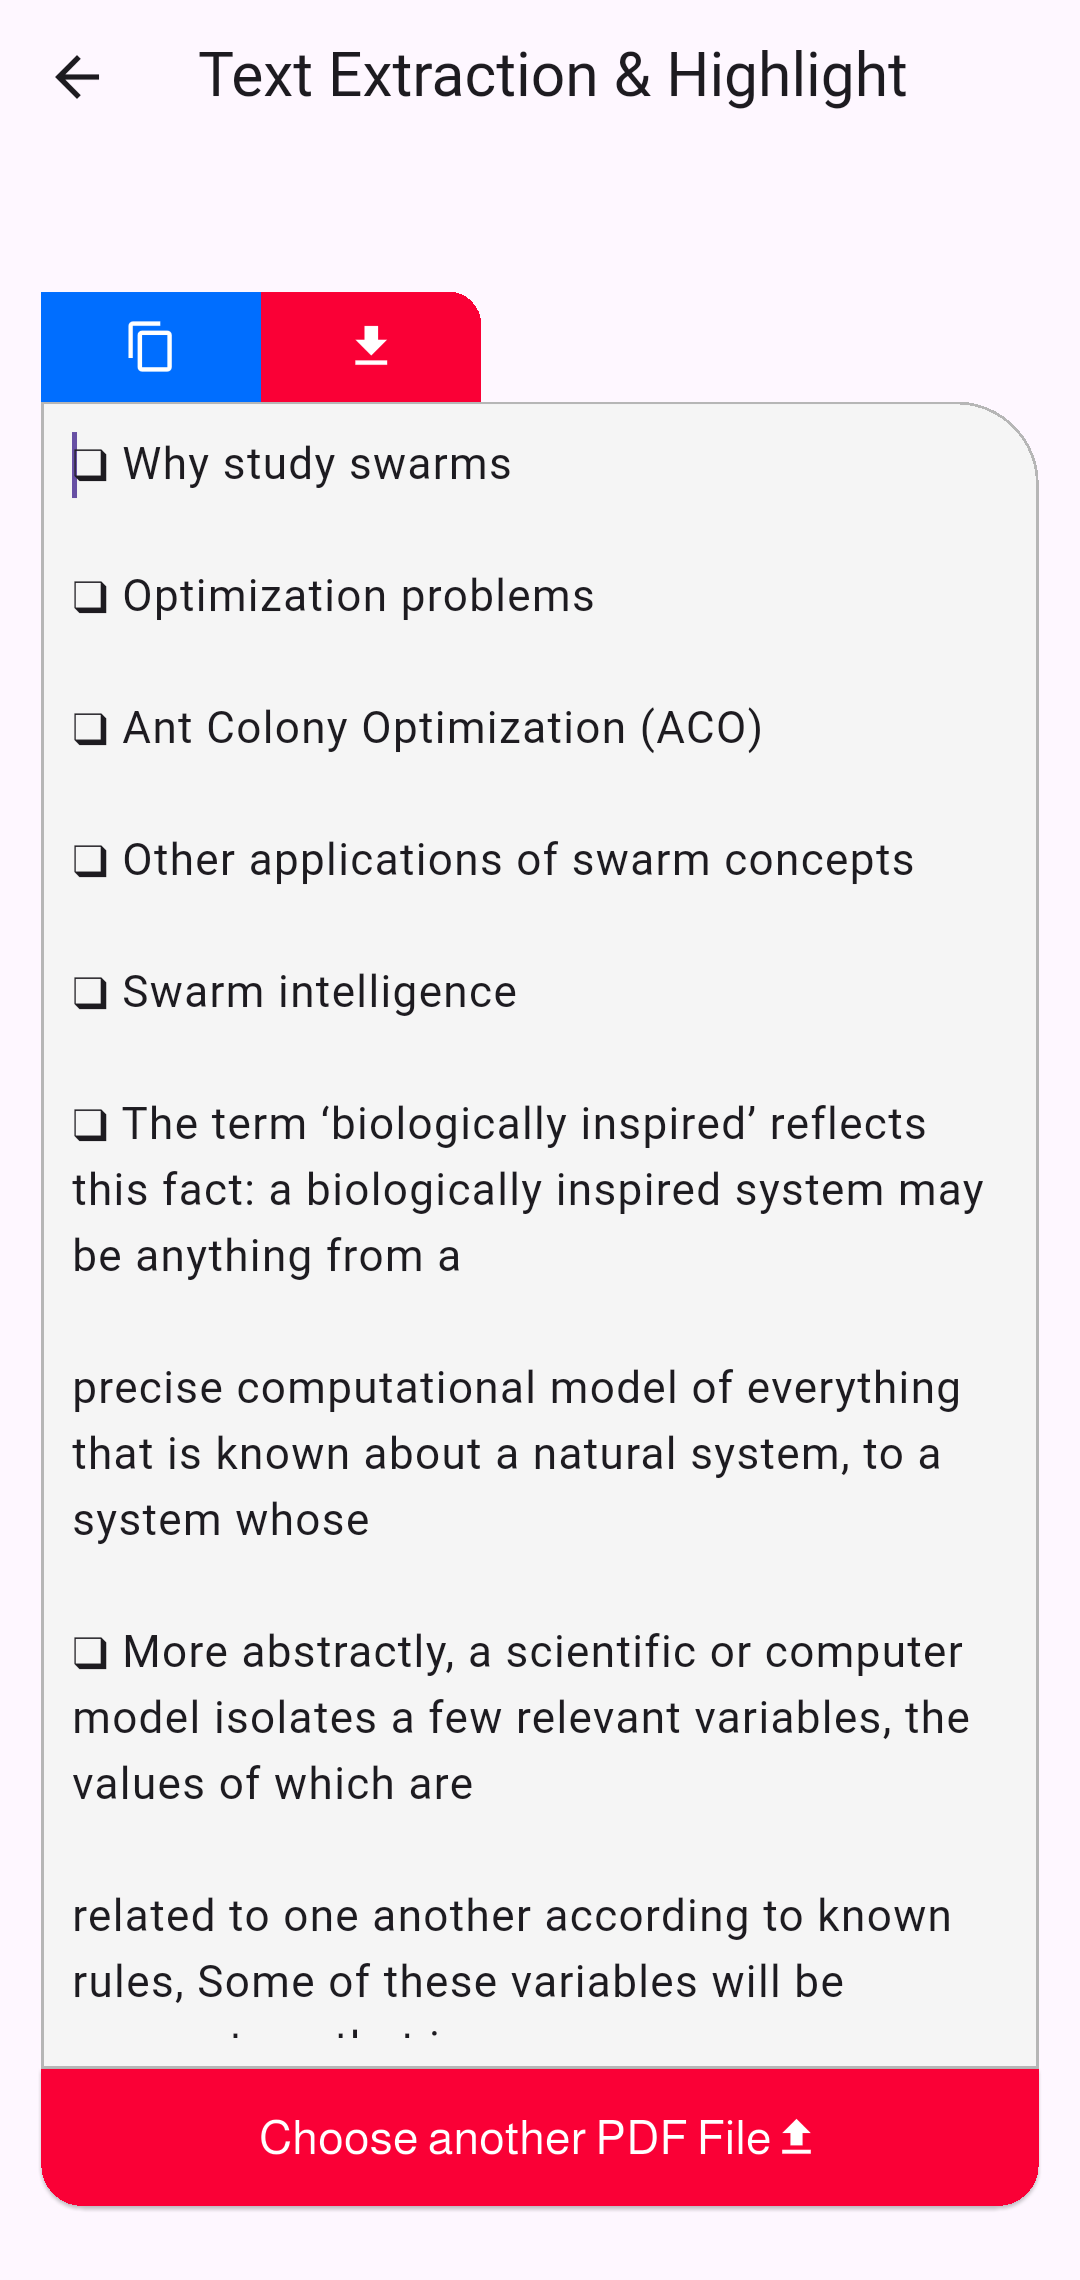 Text Extraction & Highlight
❑ Why study swarms
❑ Optimization problems
❑ Ant Colony Optimization (ACO)
❑ Other applications of swarm concepts
❑ Swarm intelligence
❑ The term ‘biologically inspired’ reflects
this fact: a biologically inspired system may
be anything from a
precise computational model of everything
that is known about a natural system, to a
system whose
❑ More abstractly, a scientific or computer
model isolates a few relevant variables, the
values of which are
related to one another according to known
rules, Some of these variables will be
Choose another PDF File